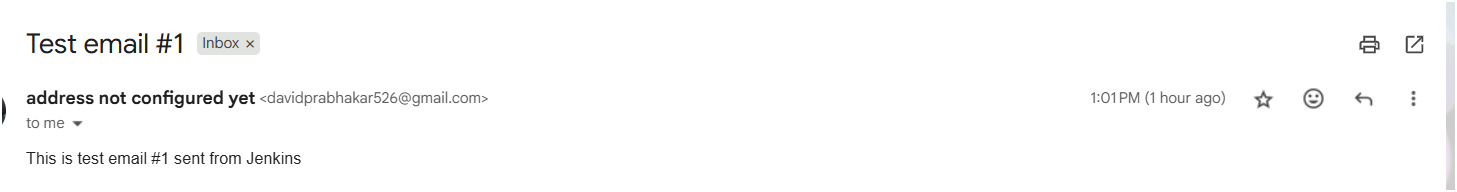 Test email #1 Inbox ×
address not configured yet <davidprabhakar526@gmail.com> 1:01 PM (1 hour ago)
to me
This is test email #1 sent from Jenkins